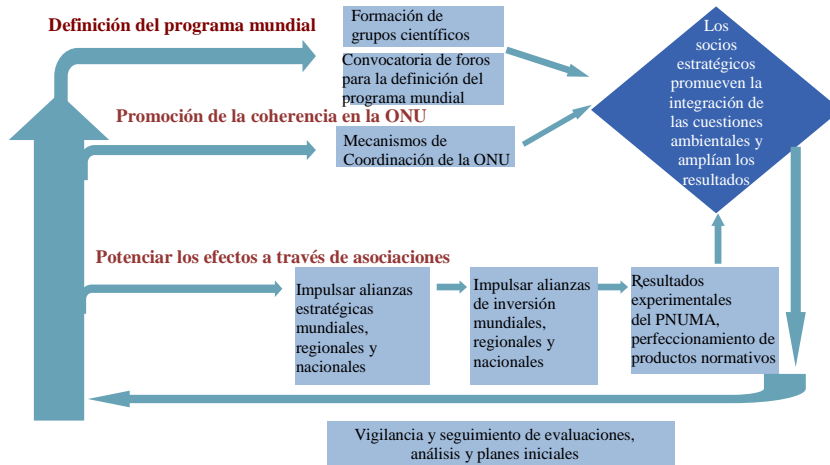 Definición del programa mundial
Formación de
grupos científicos
Convocatoria de foros
para la definición del
programa mundial
Promoción de la coherencia en la ONU
Mecanismos de
Coordinación de la ONU
Los
socios
estratégicos
promueven la
integración de
las cuestiones
ambientales y
amplían los
resultados
Potenciar los efectos a través de asociaciones
Impulsar alianzas
estratégicas
mundiales,
regionales y
nacionales
Impulsar alianzas
de inversión
mundiales,
regionales y
nacionales
Resultados
experimentales
del PNUMA,
perfeccionamiento de
productos normativos
Vigilancia y seguimiento de evaluaciones,
análisis y planes iniciales